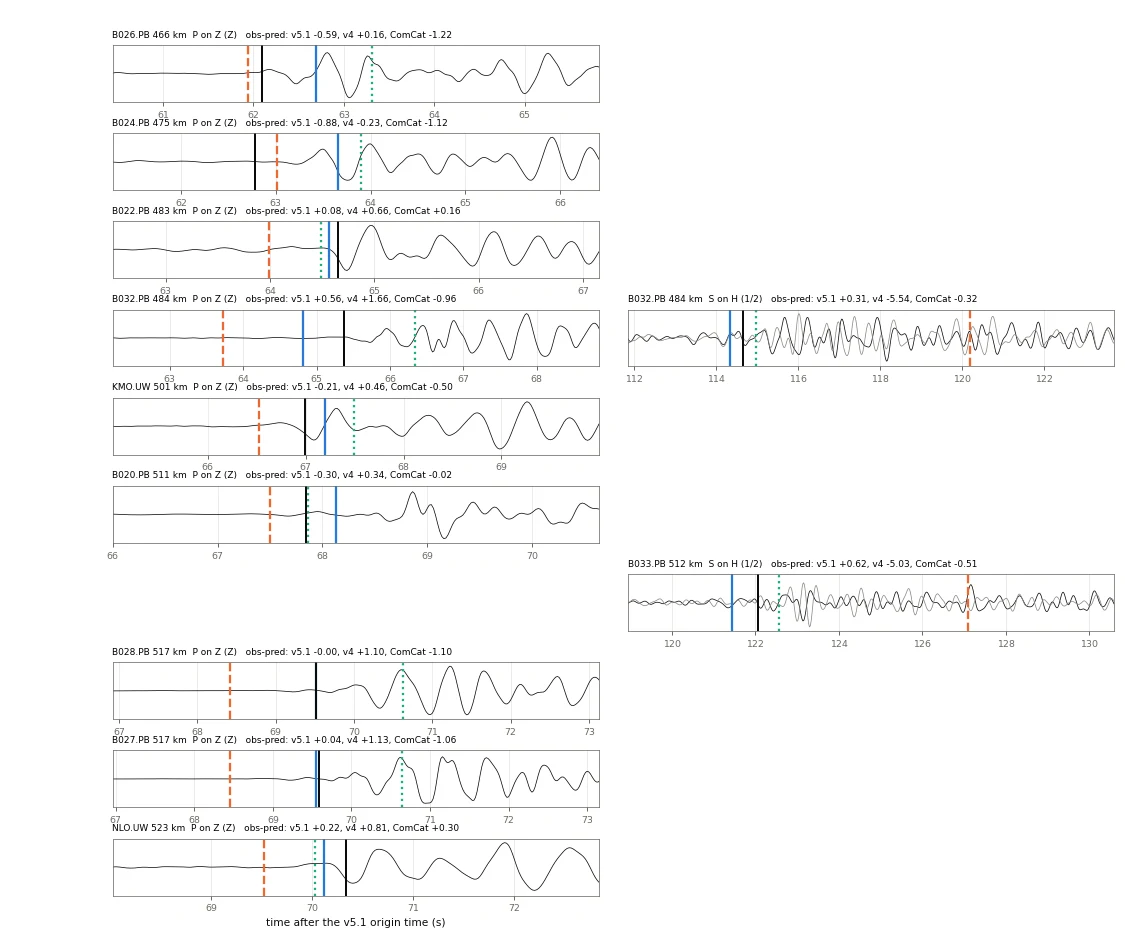 B026.PB 466 km  P on Z (Z)   obs-pred: v5.1 -0.59, v4 +0.16, ComCat -1.22
61 62 63 64 65
B024.PB 475 km  P on Z (Z)   obs-pred: v5.1 -0.88, v4 -0.23, ComCat -1.12
62 63 64 65 66
B022.PB 483 km  P on Z (Z)   obs-pred: v5.1 +0.08, v4 +0.66, ComCat +0.16
63 64 65 66 67
B032.PB 484 km  P on Z (Z)   obs-pred: v5.1 +0.56, v4 +1.66, ComCat -0.96
63 64 65 66 67 68
B032.PB 484 km  S on H (1/2)   obs-pred: v5.1 +0.31, v4 -5.54, ComCat -0.32
112 114 116 118 120 122
KMO.UW 501 km  P on Z (Z)   obs-pred: v5.1 -0.21, v4 +0.46, ComCat -0.50
66 67 68 69
B020.PB 511 km  P on Z (Z)   obs-pred: v5.1 -0.30, v4 +0.34, ComCat -0.02
66 67 68 69 70
B033.PB 512 km  S on H (1/2)   obs-pred: v5.1 +0.62, v4 -5.03, ComCat -0.51
120 122 124 126 128 130
B028.PB 517 km  P on Z (Z)   obs-pred: v5.1 -0.00, v4 +1.10, ComCat -1.10
67 68 69 70 71 72 73
B027.PB 517 km  P on Z (Z)   obs-pred: v5.1 +0.04, v4 +1.13, ComCat -1.06
67 68 69 70 71 72 73
NLO.UW 523 km  P on Z (Z)   obs-pred: v5.1 +0.22, v4 +0.81, ComCat +0.30
69 70 71 72
time after the v5.1 origin time (s)